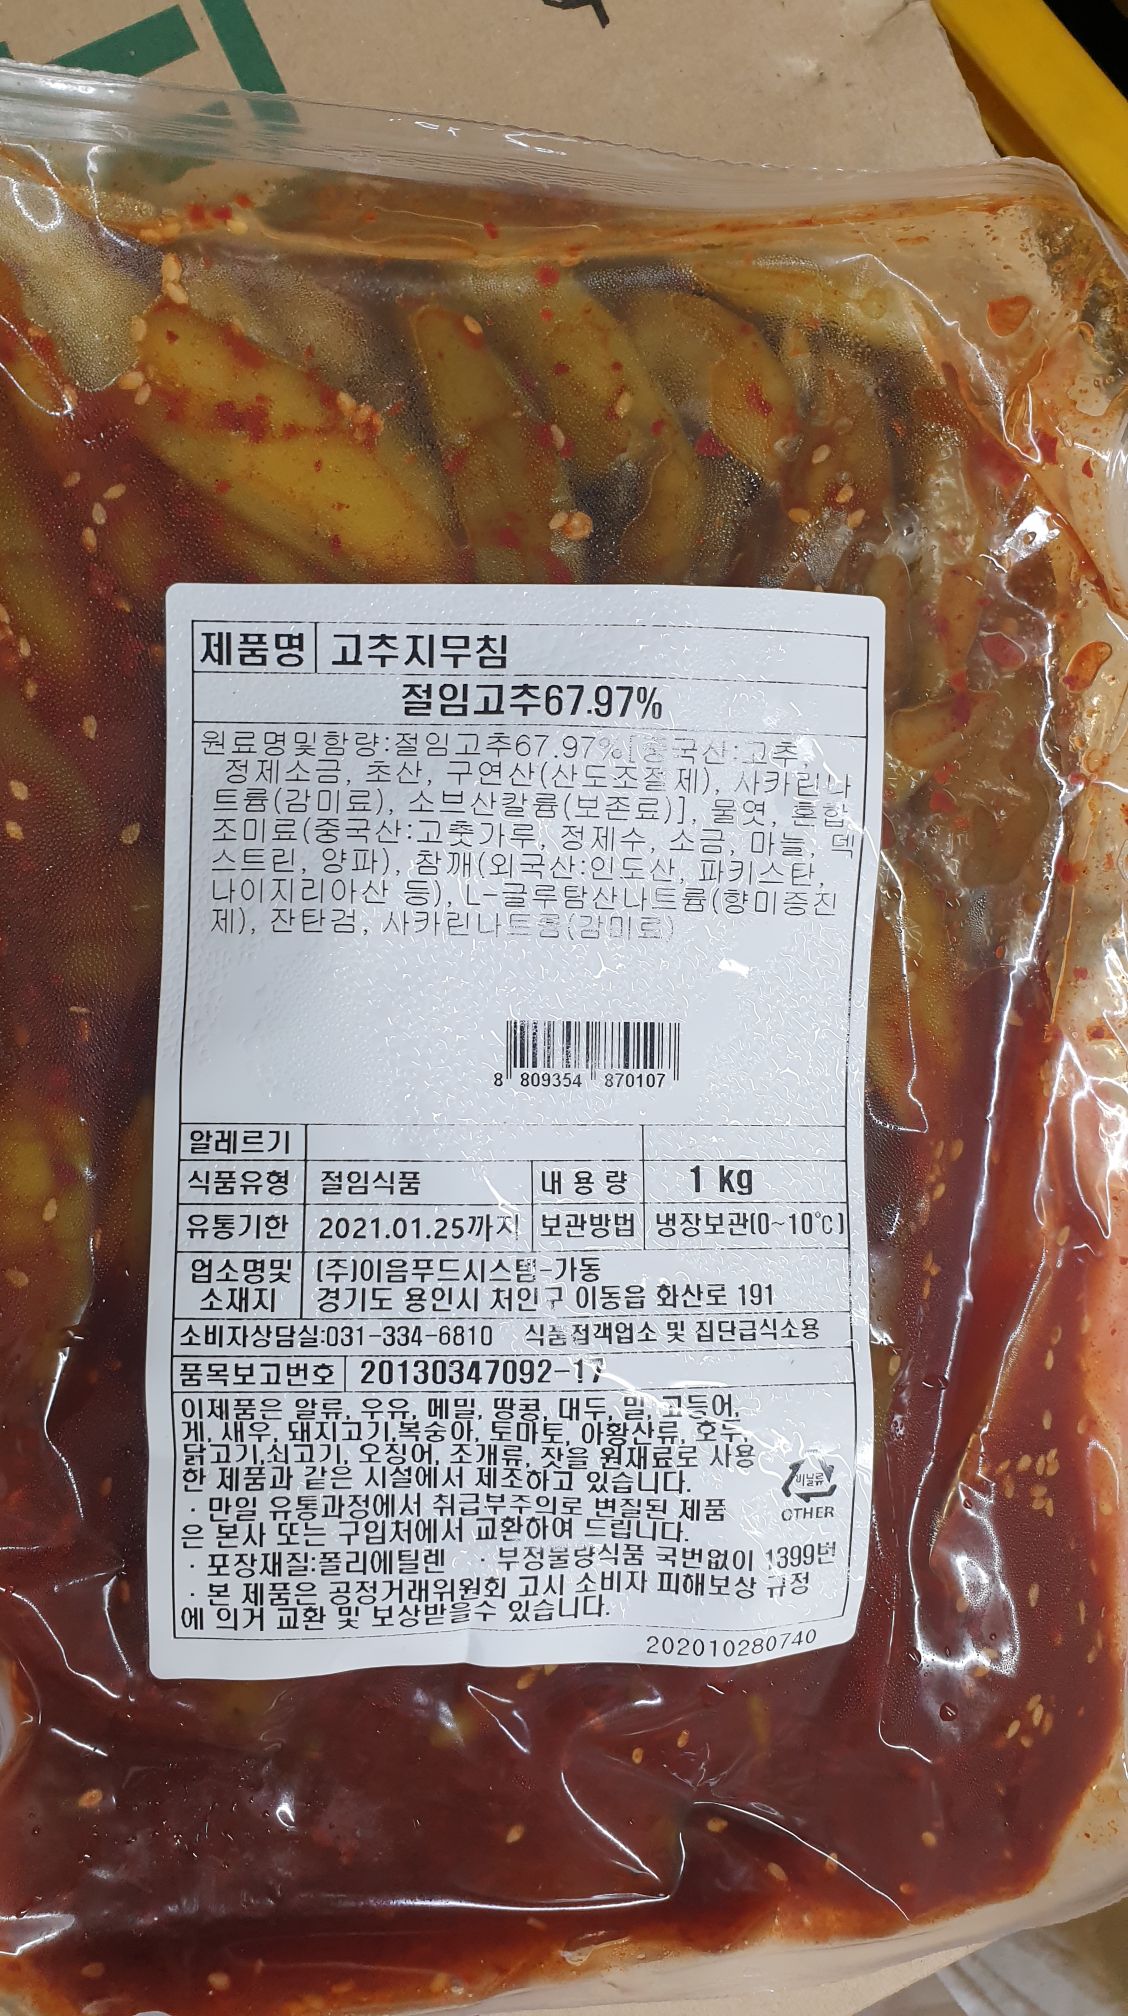 제품명 고추지무침
절임고추67.97%
원료명및함량:절임고추67.97%[중국산:고추,
정제소금, 초산, 구연산(산도조절제), 사카린나
트륨(감미료), 소브산칼륨(보존료)], 물엿, 혼합
조미료(중국산:고춧가루, 정제수, 소금, 마늘, 덱
스트린, 양파), 참깨(외국산:인도산, 파키스탄,
나이지리아산 등), L-글루탐산나트륨(향미증진
제), 잔탄검, 사카린나트륨(감미료)
8 809354 870107
알레르기
식품유형 절임식품 내용량 1 kg
유통기한 2021.01.25까지 보관방법 냉장보관(0~10℃)
업소명및 (주)이음푸드시스템-가동
소재지 경기도 용인시 처인구 이동읍 화산로 191
소비자상담실:031-334-6810 식품접객업소 및 집단급식소용
품목보고번호 20130347092-17
이제품은 알류, 우유, 메밀, 땅콩, 대두, 밀, 고등어,
게, 새우, 돼지고기,복숭아, 토마토, 아황산류, 호두,
닭고기,쇠고기, 오징어, 조개류, 잣을 원재료로 사용
한 제품과 같은 시설에서 제조하고 있습니다.
· 만일 유통과정에서 취급부주의로 변질된 제품
은 본사 또는 구입처에서 교환하여 드립니다.
비닐류
OTHER
· 포장재질:폴리에틸렌 · 부정불량식품 국번없이 1399번
· 본 제품은 공정거래위원회 고시 소비자 피해보상 규정
에 의거 교환 및 보상받을수 있습니다.
202010280740